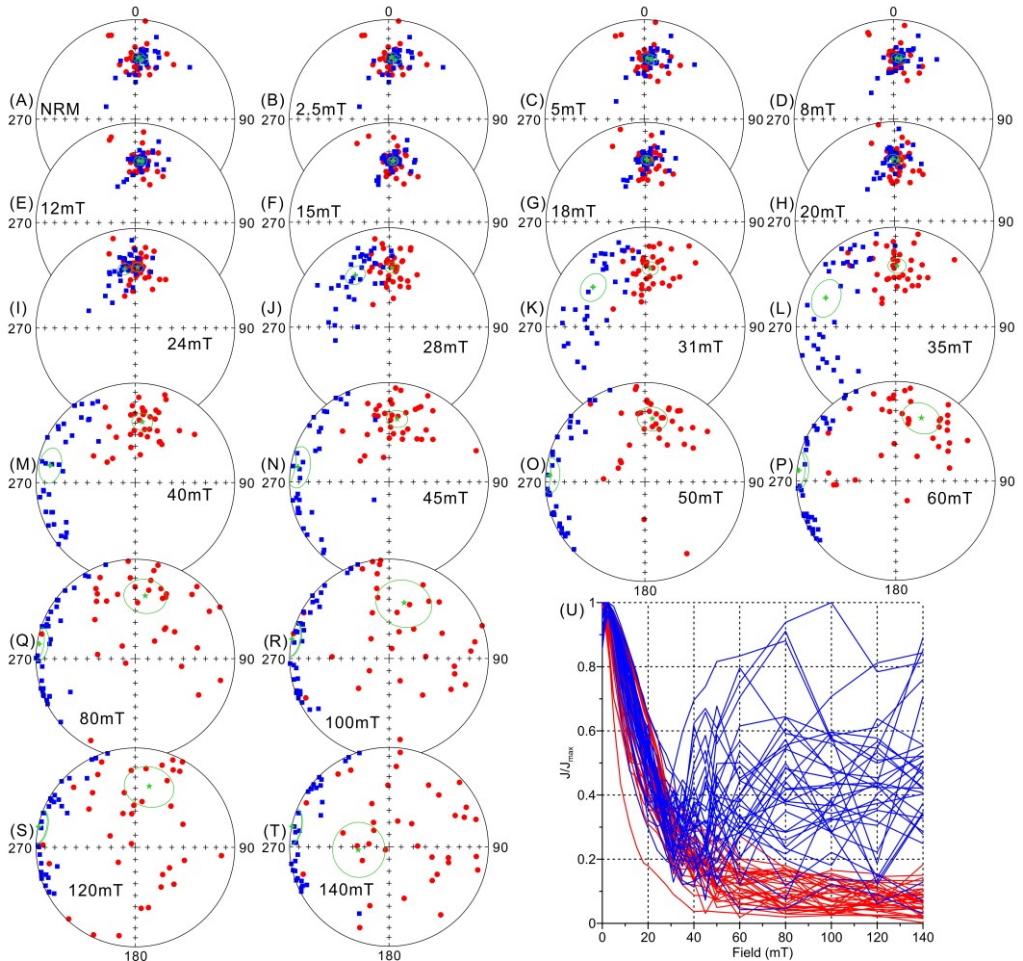 0 0 0 0
(A) NRM (B) 2.5mT (C) 5mT (D) 8mT
270 90 270 90 270 90 270 90
(E) 12mT (F) 15mT (G) 18mT (H) 20mT
270 90 270 90 270 90 270 90
(I) (J) (K) (L)
270 90 270 90 270 90 270 90
24mT 28mT 31mT 35mT
(M) (N) (O) (P)
270 90 270 90 270 90 270 90
40mT 45mT 50mT 60mT
180 180
(Q) (R) (U)
270 90 270 90
80mT 100mT
(S) (T)
270 90 270 90
120mT 140mT
180 180
1
0.8
0.6
0.4
0.2
0
J/Jmax
0 20 40 60 80 100 120 140
Field (mT)